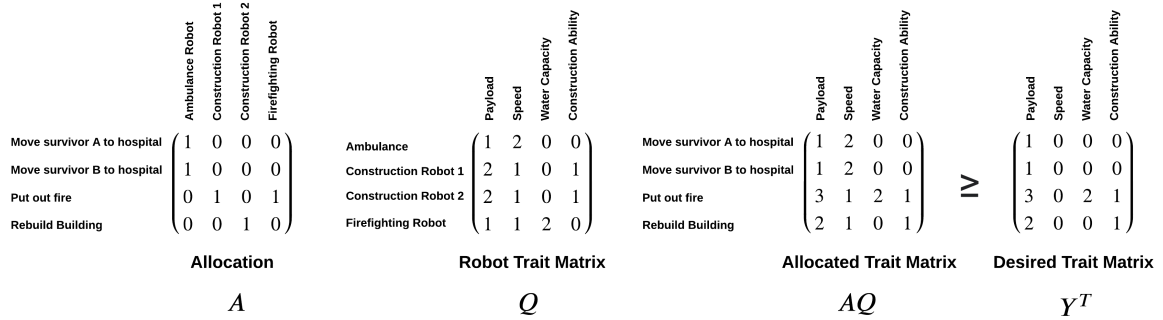 Ambulance Robot
Construction Robot 1
Construction Robot 2
Firefighting Robot
Move survivor A to hospital 1 0 0 0
Move survivor B to hospital 1 0 0 0
Put out fire 0 1 0 1
Rebuild Building 0 0 1 0
Allocation
A
Payload
Speed
Water Capacity
Construction Ability
Ambulance 1 2 0 0
Construction Robot 1 2 1 0 1
Construction Robot 2 2 1 0 1
Firefighting Robot 1 1 2 0
Robot Trait Matrix
Q
Payload
Speed
Water Capacity
Construction Ability
Move survivor A to hospital 1 2 0 0
Move survivor B to hospital 1 2 0 0
Put out fire 3 1 2 1
Rebuild Building 2 1 0 1
Allocated Trait Matrix
AQ
≥
Payload
Speed
Water Capacity
Construction Ability
1 0 0 0
1 0 0 0
3 0 2 1
2 0 0 1
Desired Trait Matrix
Y^T